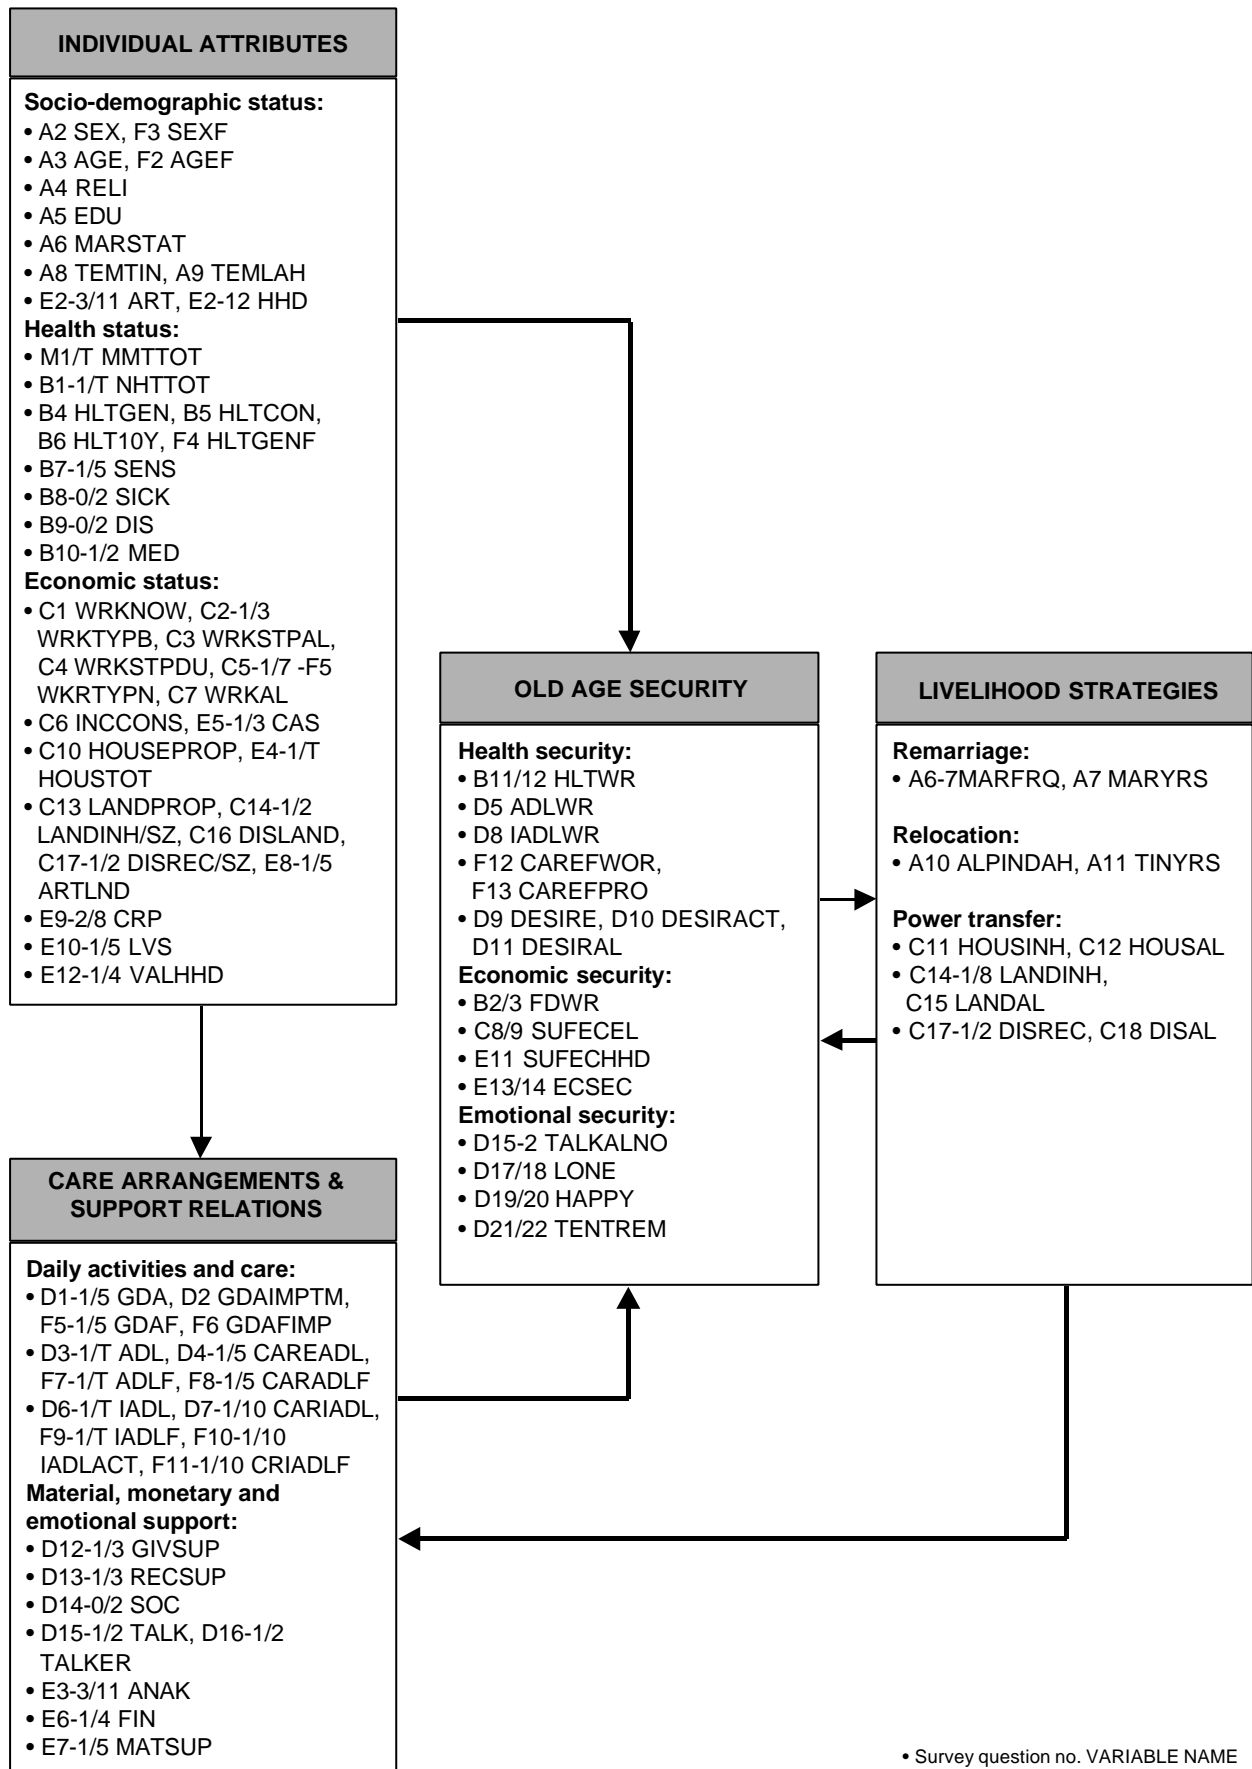 INDIVIDUAL ATTRIBUTES
Socio-demographic status:
• A2 SEX, F3 SEXF
• A3 AGE, F2 AGEF
• A4 RELI
• A5 EDU
• A6 MARSTAT
• A8 TEMTIN, A9 TEMLAH
• E2-3/11 ART, E2-12 HHD
Health status:
• M1/T MMTTOT
• B1-1/T NHTTOT
• B4 HLTGEN, B5 HLTCON,
B6 HLT10Y, F4 HLTGENF
• B7-1/5 SENS
• B8-0/2 SICK
• B9-0/2 DIS
• B10-1/2 MED
Economic status:
• C1 WRKNOW, C2-1/3
WRKTYPB, C3 WRKSTPAL,
C4 WRKSTPDU, C5-1/7 -F5
WKRTYPN, C7 WRKAL
• C6 INCCONS, E5-1/3 CAS
• C10 HOUSEPROP, E4-1/T
HOUSTOT
• C13 LANDPROP, C14-1/2
LANDINH/SZ, C16 DISLAND,
C17-1/2 DISREC/SZ, E8-1/5
ARTLND
• E9-2/8 CRP
• E10-1/5 LVS
• E12-1/4 VALHHD
OLD AGE SECURITY
Health security:
• B11/12 HLTWR
• D5 ADLWR
• D8 IADLWR
• F12 CAREFWOR,
F13 CAREFPRO
• D9 DESIRE, D10 DESIRACT,
D11 DESIRAL
Economic security:
• B2/3 FDWR
• C8/9 SUFECEL
• E11 SUFECHHD
• E13/14 ECSEC
Emotional security:
• D15-2 TALKALNO
• D17/18 LONE
• D19/20 HAPPY
• D21/22 TENTREM
LIVELIHOOD STRATEGIES
Remarriage:
• A6-7MARFRQ, A7 MARYRS
Relocation:
• A10 ALPINDAH, A11 TINYRS
Power transfer:
• C11 HOUSINH, C12 HOUSAL
• C14-1/8 LANDINH,
C15 LANDAL
• C17-1/2 DISREC, C18 DISAL
CARE ARRANGEMENTS &
SUPPORT RELATIONS
Daily activities and care:
• D1-1/5 GDA, D2 GDAIMPTM,
F5-1/5 GDAF, F6 GDAFIMP
• D3-1/T ADL, D4-1/5 CAREADL,
F7-1/T ADLF, F8-1/5 CARADLF
• D6-1/T IADL, D7-1/10 CARIADL,
F9-1/T IADLF, F10-1/10
IADLACT, F11-1/10 CRIADLF
Material, monetary and
emotional support:
• D12-1/3 GIVSUP
• D13-1/3 RECSUP
• D14-0/2 SOC
• D15-1/2 TALK, D16-1/2
TALKER
• E3-3/11 ANAK
• E6-1/4 FIN
• E7-1/5 MATSUP
• Survey question no. VARIABLE NAME